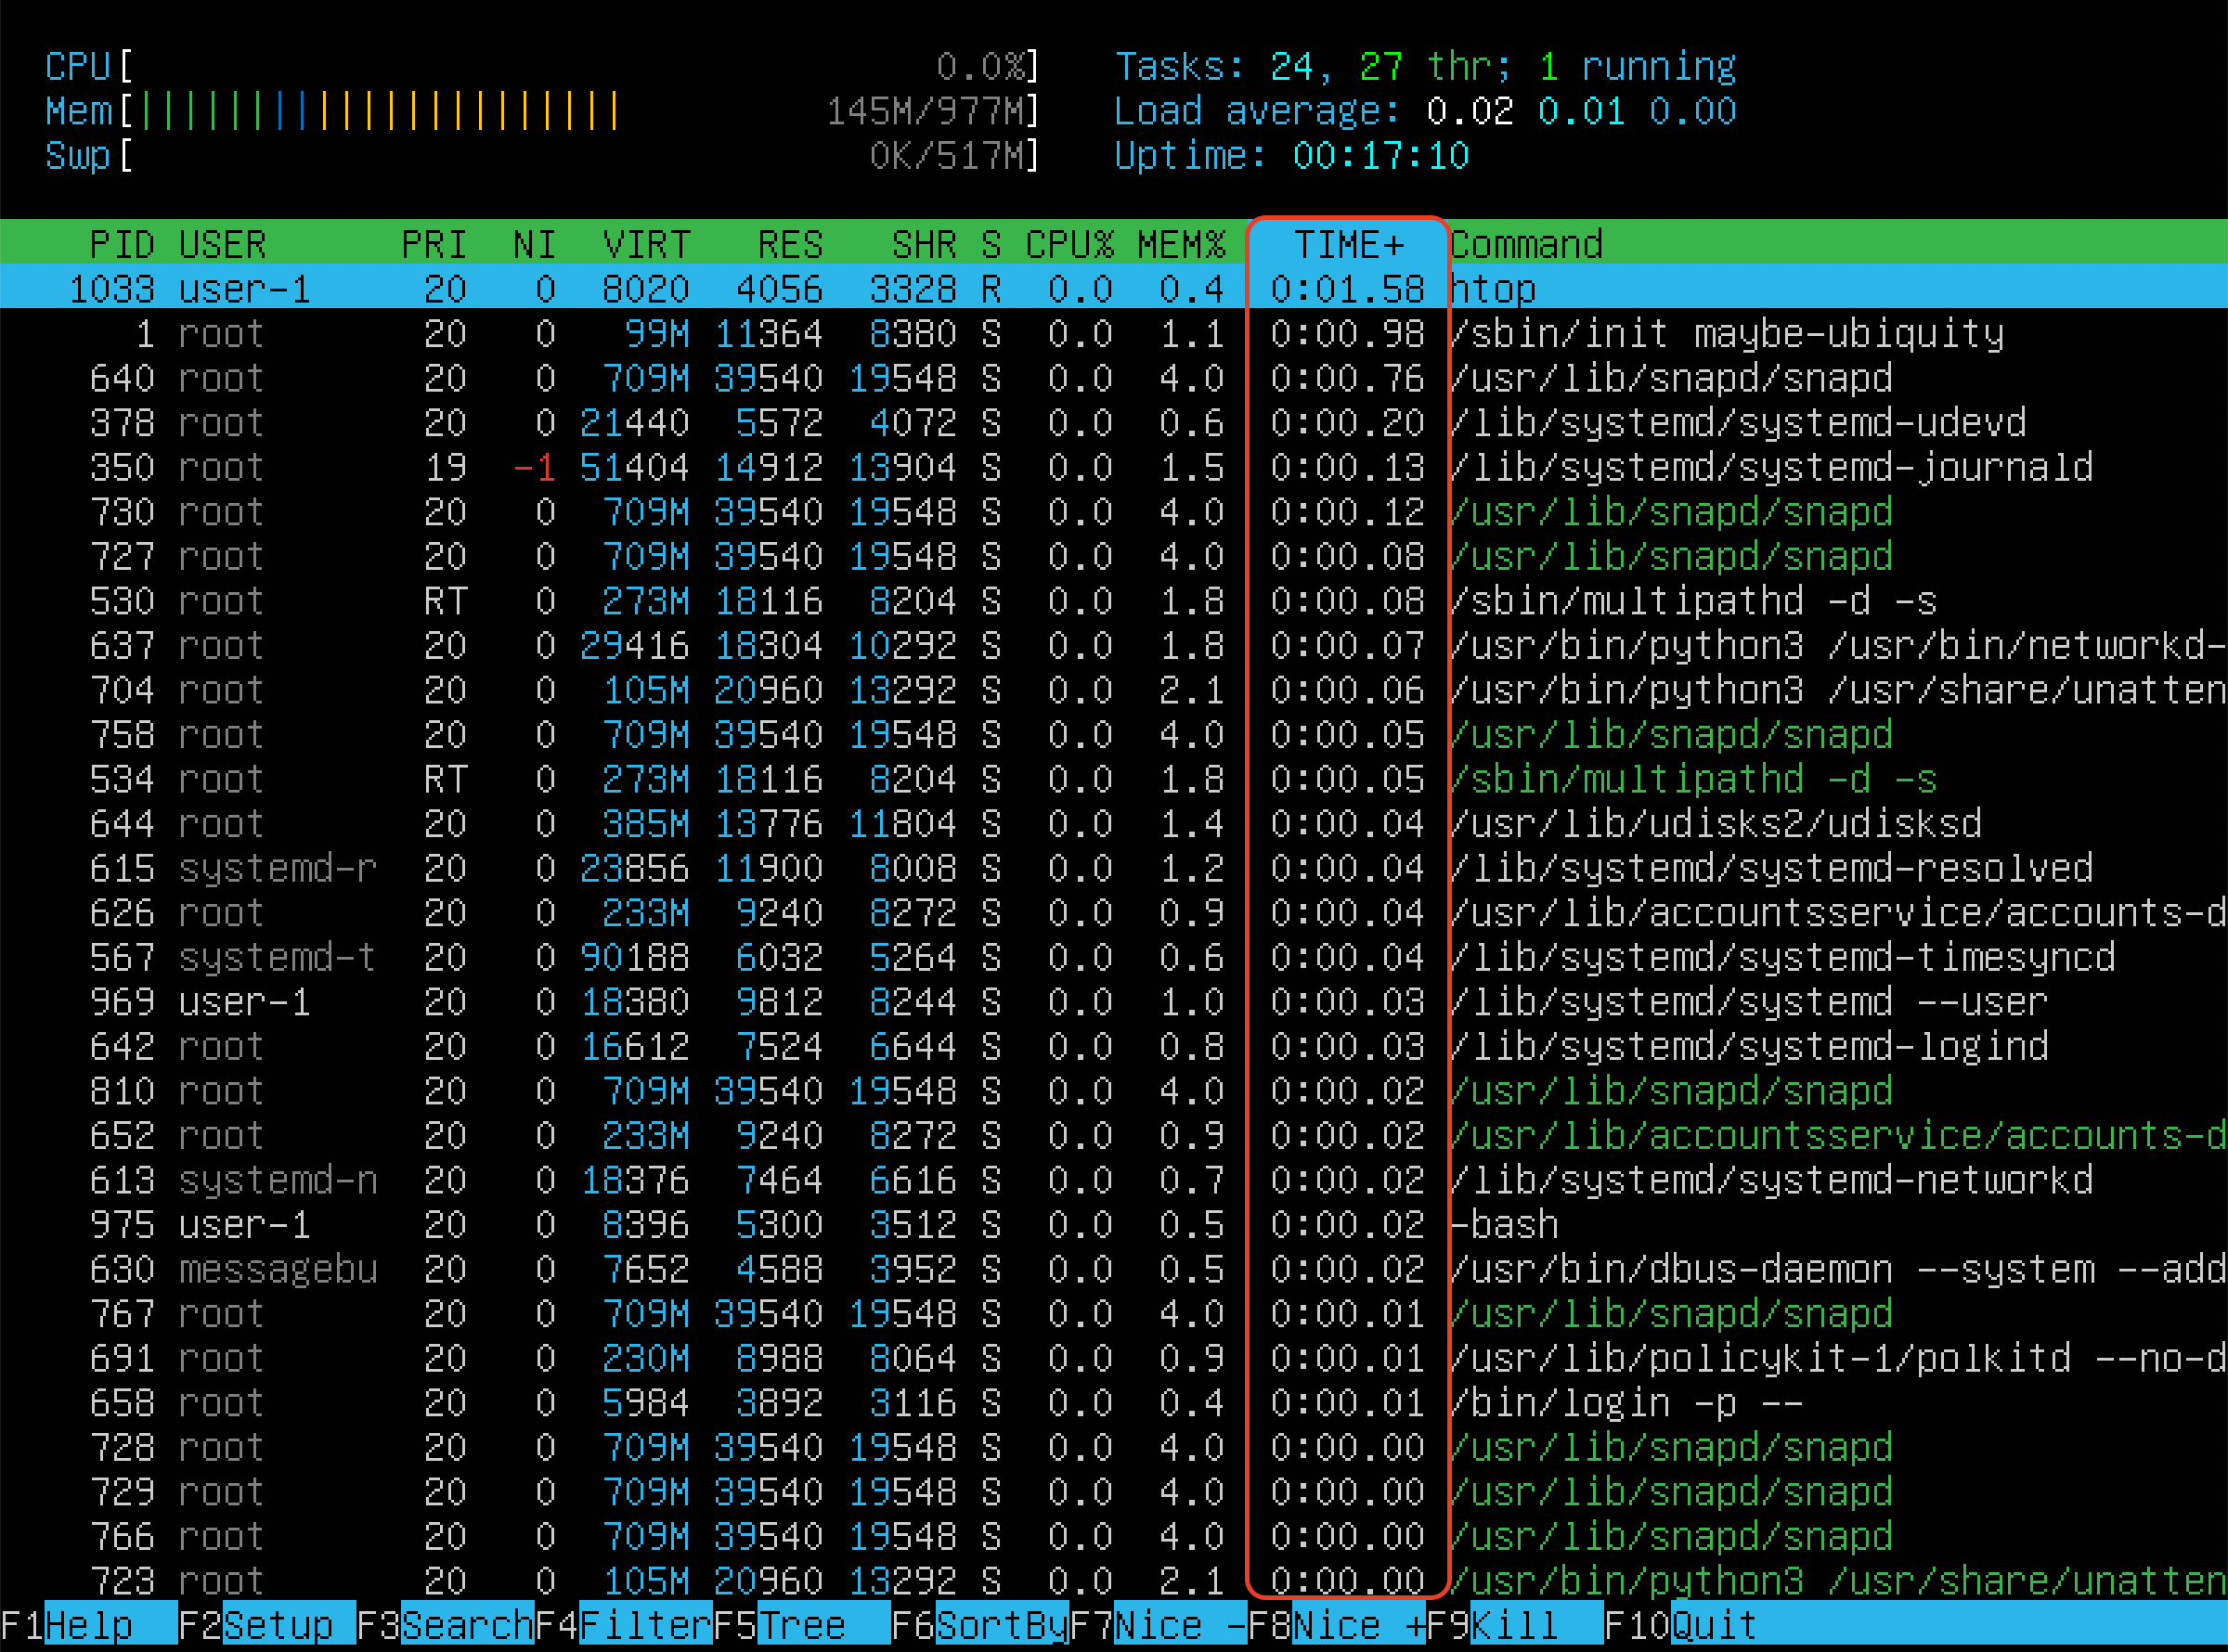 CPU[ 0.0%] Tasks: 24, 27 thr; 1 running
Mem[|||||||||||||||||||||| 145M/977M] Load average: 0.02 0.01 0.00
Swp[ 0K/517M] Uptime: 00:17:10
PID USER PRI NI VIRT RES SHR S CPU% MEM% TIME+ Command
1033 user-1 20 0 8020 4056 3328 R 0.0 0.4 0:01.58 htop
1 root 20 0 99M 11364 8380 S 0.0 1.1 0:00.98 /sbin/init maybe-ubiquity
640 root 20 0 709M 39540 19548 S 0.0 4.0 0:00.76 /usr/lib/snapd/snapd
378 root 20 0 21440 5572 4072 S 0.0 0.6 0:00.20 /lib/systemd/systemd-udevd
350 root 19 -1 51404 14912 13904 S 0.0 1.5 0:00.13 /lib/systemd/systemd-journald
730 root 20 0 709M 39540 19548 S 0.0 4.0 0:00.12 /usr/lib/snapd/snapd
727 root 20 0 709M 39540 19548 S 0.0 4.0 0:00.08 /usr/lib/snapd/snapd
530 root RT 0 273M 18116 8204 S 0.0 1.8 0:00.08 /sbin/multipathd -d -s
637 root 20 0 29416 18304 10292 S 0.0 1.8 0:00.07 /usr/bin/python3 /usr/bin/networkd-
704 root 20 0 105M 20960 13292 S 0.0 2.1 0:00.06 /usr/bin/python3 /usr/share/unatten
758 root 20 0 709M 39540 19548 S 0.0 4.0 0:00.05 /usr/lib/snapd/snapd
534 root RT 0 273M 18116 8204 S 0.0 1.8 0:00.05 /sbin/multipathd -d -s
644 root 20 0 385M 13776 11804 S 0.0 1.4 0:00.04 /usr/lib/udisks2/udisksd
615 systemd-r 20 0 23856 11900 8008 S 0.0 1.2 0:00.04 /lib/systemd/systemd-resolved
626 root 20 0 233M 9240 8272 S 0.0 0.9 0:00.04 /usr/lib/accountsservice/accounts-d
567 systemd-t 20 0 90188 6032 5264 S 0.0 0.6 0:00.04 /lib/systemd/systemd-timesyncd
969 user-1 20 0 18380 9812 8244 S 0.0 1.0 0:00.03 /lib/systemd/systemd --user
642 root 20 0 16612 7524 6644 S 0.0 0.8 0:00.03 /lib/systemd/systemd-logind
810 root 20 0 709M 39540 19548 S 0.0 4.0 0:00.02 /usr/lib/snapd/snapd
652 root 20 0 233M 9240 8272 S 0.0 0.9 0:00.02 /usr/lib/accountsservice/accounts-d
613 systemd-n 20 0 18376 7464 6616 S 0.0 0.7 0:00.02 /lib/systemd/systemd-networkd
975 user-1 20 0 8396 5300 3512 S 0.0 0.5 0:00.02 -bash
630 messagebu 20 0 7652 4588 3952 S 0.0 0.5 0:00.02 /usr/bin/dbus-daemon --system --add
767 root 20 0 709M 39540 19548 S 0.0 4.0 0:00.01 /usr/lib/snapd/snapd
691 root 20 0 230M 8988 8064 S 0.0 0.9 0:00.01 /usr/lib/policykit-1/polkitd --no-d
658 root 20 0 5984 3892 3116 S 0.0 0.4 0:00.01 /bin/login -p --
728 root 20 0 709M 39540 19548 S 0.0 4.0 0:00.00 /usr/lib/snapd/snapd
729 root 20 0 709M 39540 19548 S 0.0 4.0 0:00.00 /usr/lib/snapd/snapd
766 root 20 0 709M 39540 19548 S 0.0 4.0 0:00.00 /usr/lib/snapd/snapd
723 root 20 0 105M 20960 13292 S 0.0 2.1 0:00.00 /usr/bin/python3 /usr/share/unatten
F1Help F2Setup F3SearchF4FilterF5Tree F6SortByF7Nice -F8Nice +F9Kill F10Quit